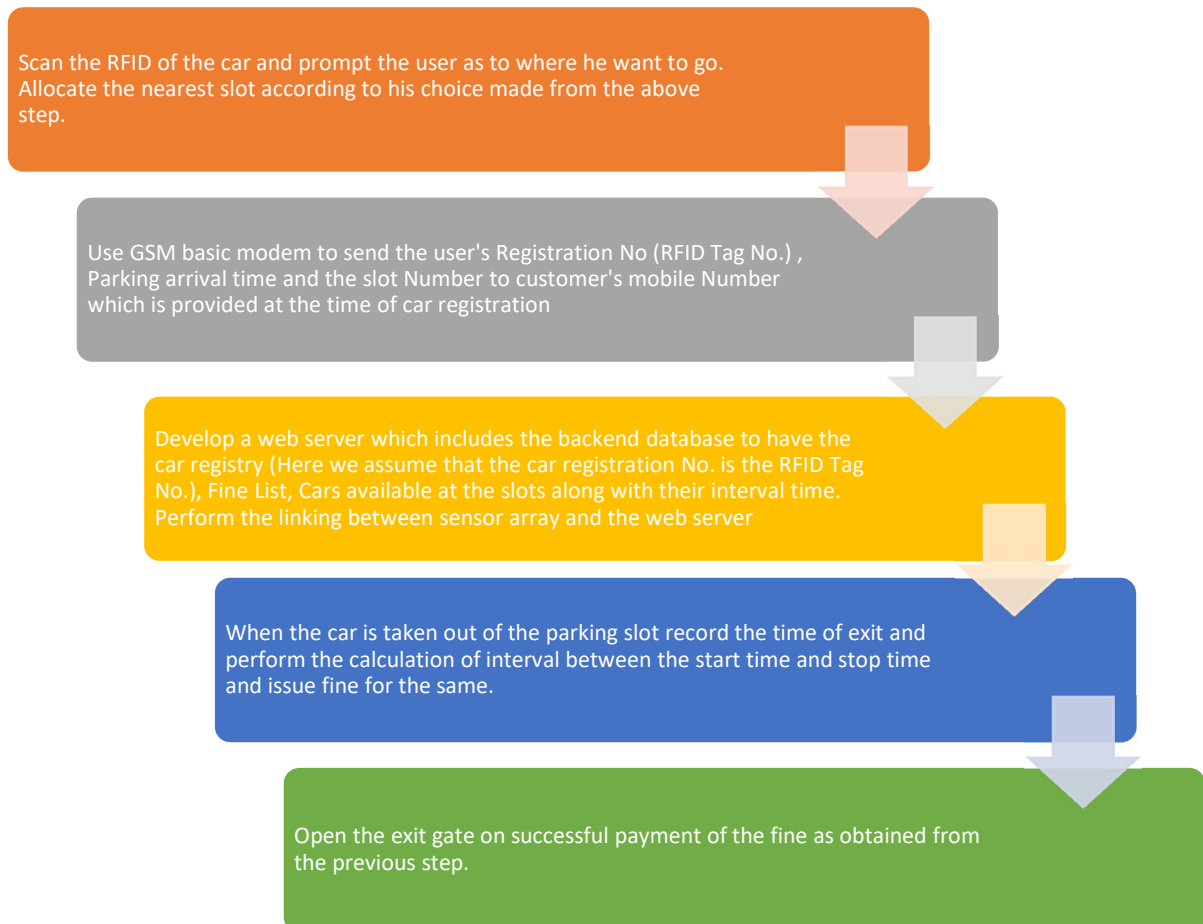 Scan the RFID of the car and prompt the user as to where he want to go.
Allocate the nearest slot according to his choice made from the above
step.
Use GSM basic modem to send the user's Registration No (RFID Tag No.) ,
Parking arrival time and the slot Number to customer's mobile Number
which is provided at the time of car registration
Develop a web server which includes the backend database to have the
car registry (Here we assume that the car registration No. is the RFID Tag
No.), Fine List, Cars available at the slots along with their interval time.
Perform the linking between sensor array and the web server
When the car is taken out of the parking slot record the time of exit and
perform the calculation of interval between the start time and stop time
and issue fine for the same.
Open the exit gate on successful payment of the fine as obtained from
the previous step.